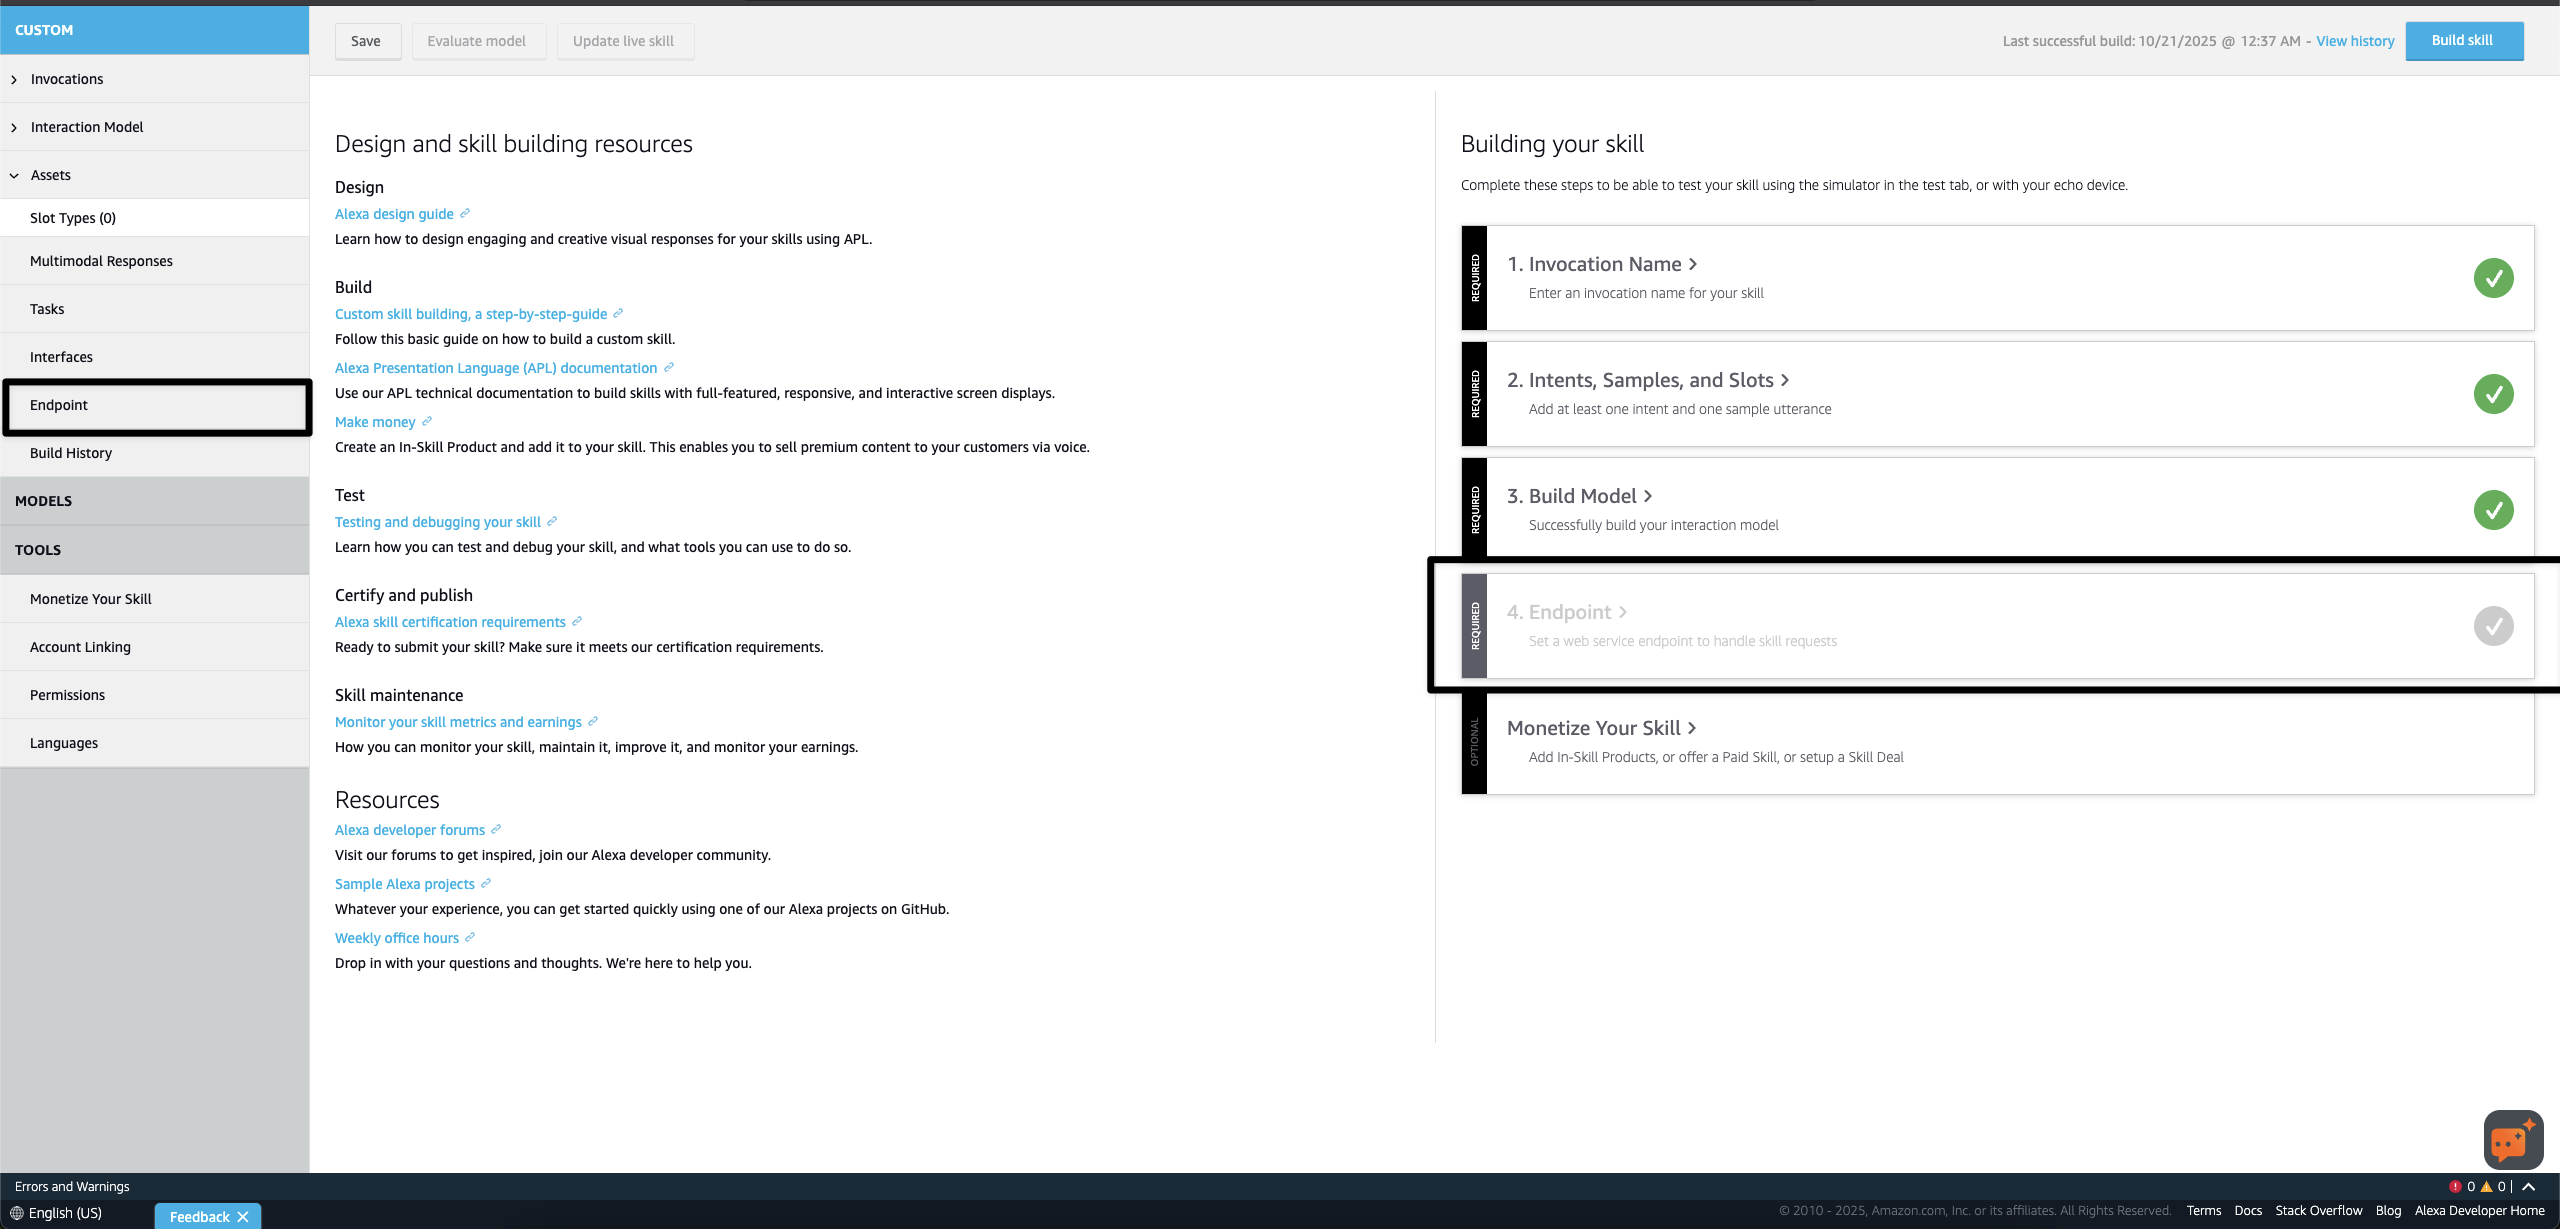 CUSTOM
Invocations
Interaction Model
Assets
Slot Types (0)
Multimodal Responses
Tasks
Interfaces
Endpoint
Build History
MODELS
TOOLS
Monetize Your Skill
Account Linking
Permissions
Languages
Save
Evaluate model
Update live skill
Last successful build: 10/21/2025 @ 12:37 AM - View history
Build skill
Design and skill building resources
Design
Alexa design guide
Learn how to design engaging and creative visual responses for your skills using APL.
Build
Custom skill building, a step-by-step-guide
Follow this basic guide on how to build a custom skill.
Alexa Presentation Language (APL) documentation
Use our APL technical documentation to build skills with full-featured, responsive, and interactive screen displays.
Make money
Create an In-Skill Product and add it to your skill. This enables you to sell premium content to your customers via voice.
Test
Testing and debugging your skill
Learn how you can test and debug your skill, and what tools you can use to do so.
Certify and publish
Alexa skill certification requirements
Ready to submit your skill? Make sure it meets our certification requirements.
Skill maintenance
Monitor your skill metrics and earnings
How you can monitor your skill, maintain it, improve it, and monitor your earnings.
Resources
Alexa developer forums
Visit our forums to get inspired, join our Alexa developer community.
Sample Alexa projects
Whatever your experience, you can get started quickly using one of our Alexa projects on GitHub.
Weekly office hours
Drop in with your questions and thoughts. We're here to help you.
Building your skill
Complete these steps to be able to test your skill using the simulator in the test tab, or with your echo device.
REQUIRED
1. Invocation Name
Enter an invocation name for your skill
REQUIRED
2. Intents, Samples, and Slots
Add at least one intent and one sample utterance
REQUIRED
3. Build Model
Successfully build your interaction model
REQUIRED
4. Endpoint
Set a web service endpoint to handle skill requests
OPTIONAL
Monetize Your Skill
Add In-Skill Products, or offer a Paid Skill, or setup a Skill Deal
Errors and Warnings
0 0 |
English (US)
Feedback
© 2010 - 2025, Amazon.com, Inc. or its affiliates. All Rights Reserved. Terms Docs Stack Overflow Blog Alexa Developer Home